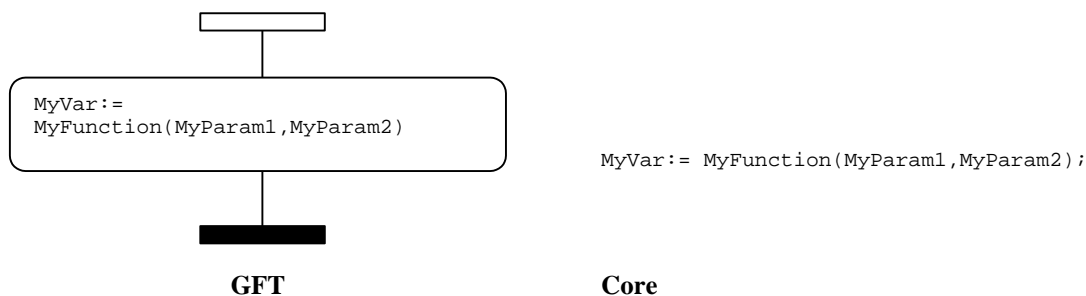 MyVar:=
MyFunction(MyParam1,MyParam2)
MyVar:= MyFunction(MyParam1,MyParam2);
GFT
Core